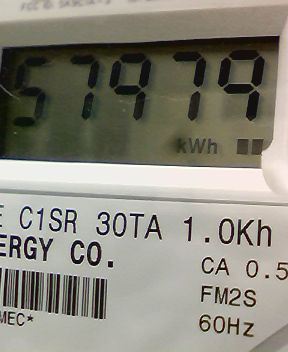 57979
kWh
E C1SR 30TA 1.0Kh
ERGY CO.
CA 0.5
FM2S
MEC*
60Hz